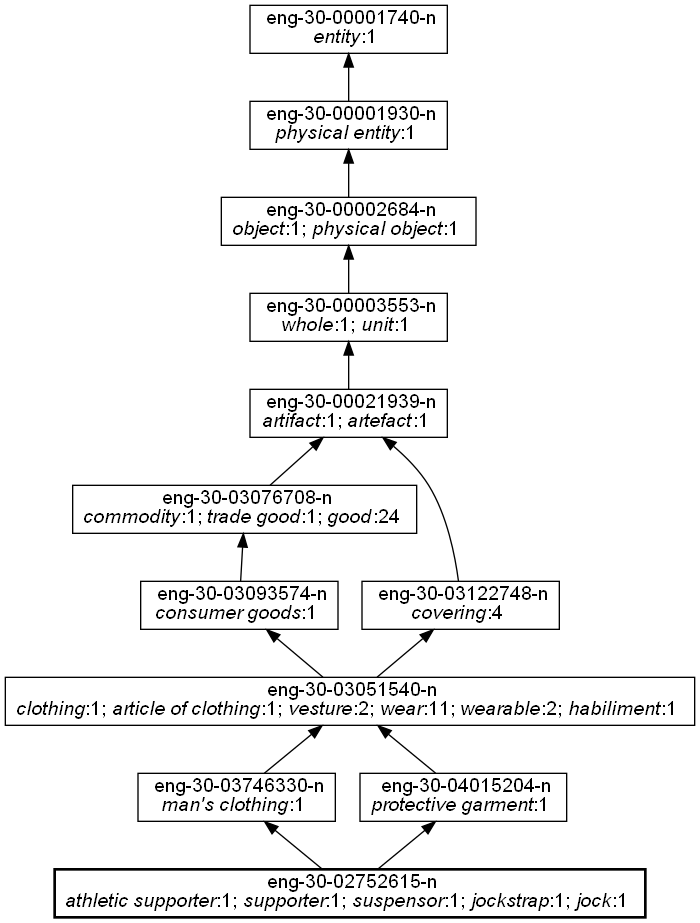 eng-30-00001740-n
entity:1
eng-30-00001930-n
physical entity:1
eng-30-00002684-n
object:1; physical object:1
eng-30-00003553-n
whole:1; unit:1
eng-30-00021939-n
artifact:1; artefact:1
eng-30-03076708-n
commodity:1; trade good:1; good:24
eng-30-03093574-n
consumer goods:1
eng-30-03122748-n
covering:4
eng-30-03051540-n
clothing:1; article of clothing:1; vesture:2; wear:11; wearable:2; habiliment:1
eng-30-03746330-n
man's clothing:1
eng-30-04015204-n
protective garment:1
eng-30-02752615-n
athletic supporter:1; supporter:1; suspensor:1; jockstrap:1; jock:1